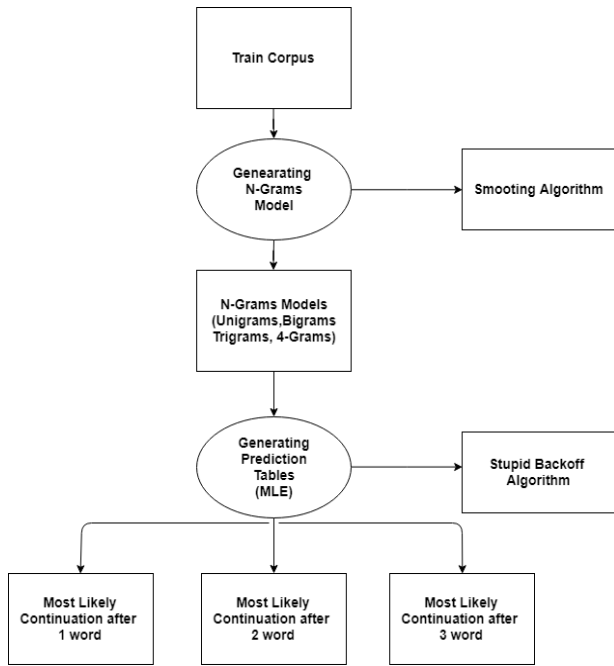 Train Corpus
Genearating
N-Grams
Model
Smooting Algorithm
N-Grams Models
(Unigrams,Bigrams
Trigrams, 4-Grams)
Generating
Prediction
Tables
(MLE)
Stupid Backoff
Algorithm
Most Likely
Continuation after
1 word
Most Likely
Continuation after
2 word
Most Likely
Continuation after
3 word